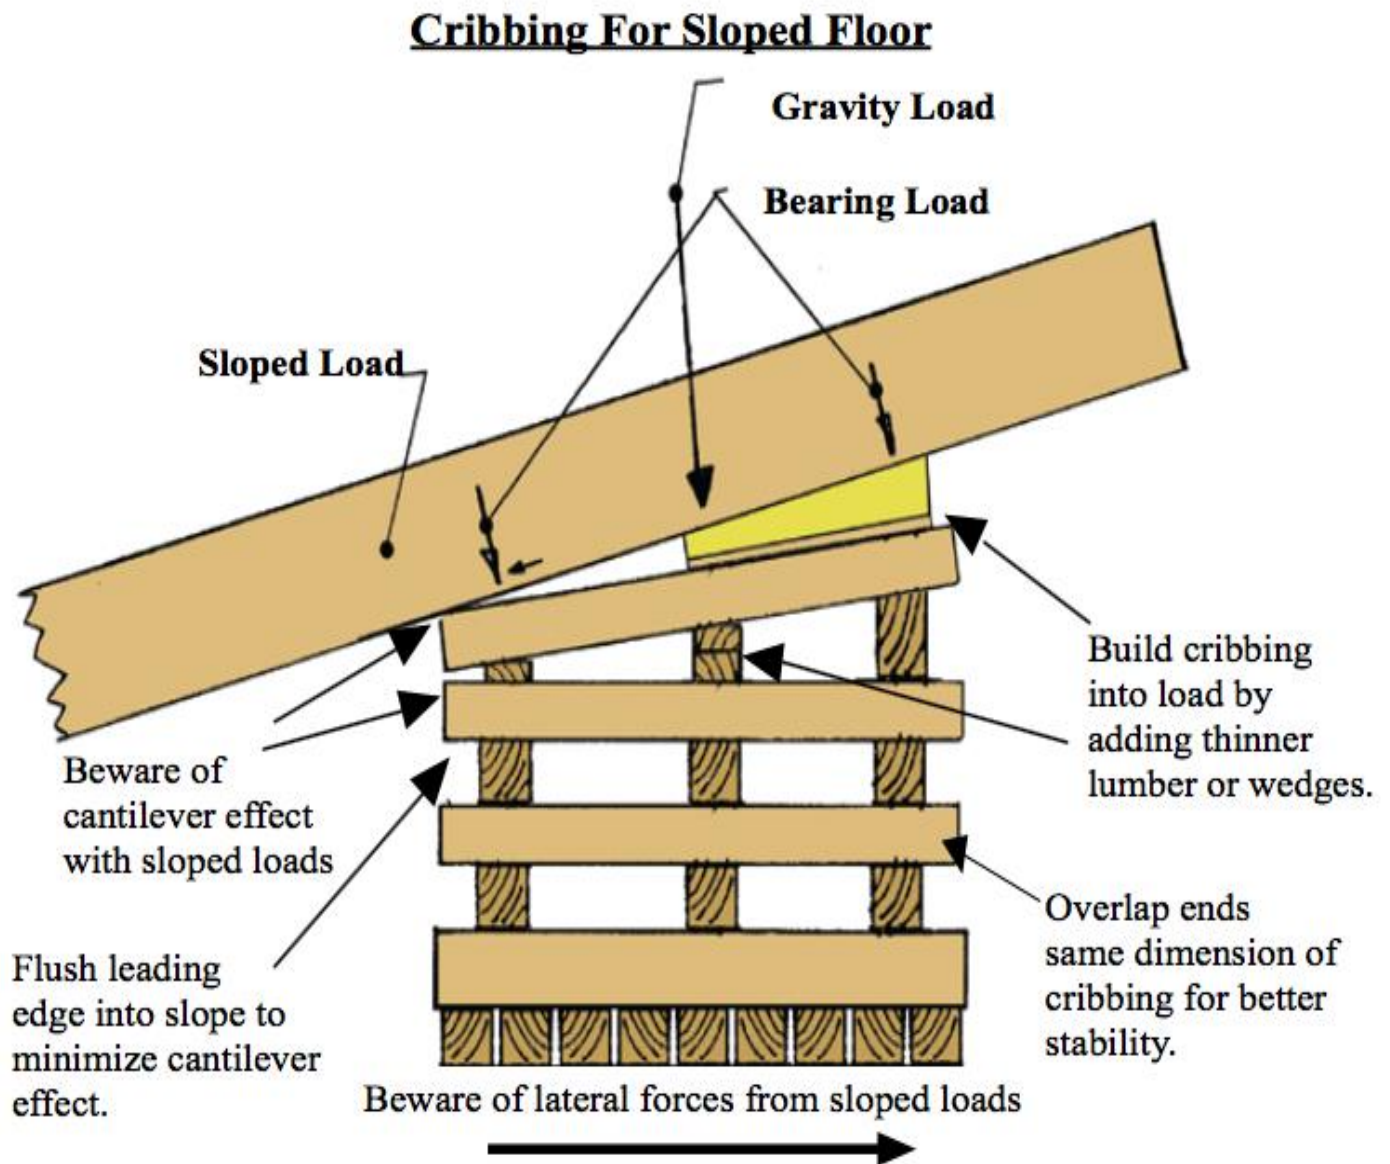 Cribbing For Sloped Floor
Gravity Load
Bearing Load
Sloped Load
Build cribbing
into load by
adding thinner
lumber or wedges.
Beware of
cantilever effect
with sloped loads
Overlap ends
same dimension of
cribbing for better
stability.
Flush leading
edge into slope to
minimize cantilever
effect.
Beware of lateral forces from sloped loads